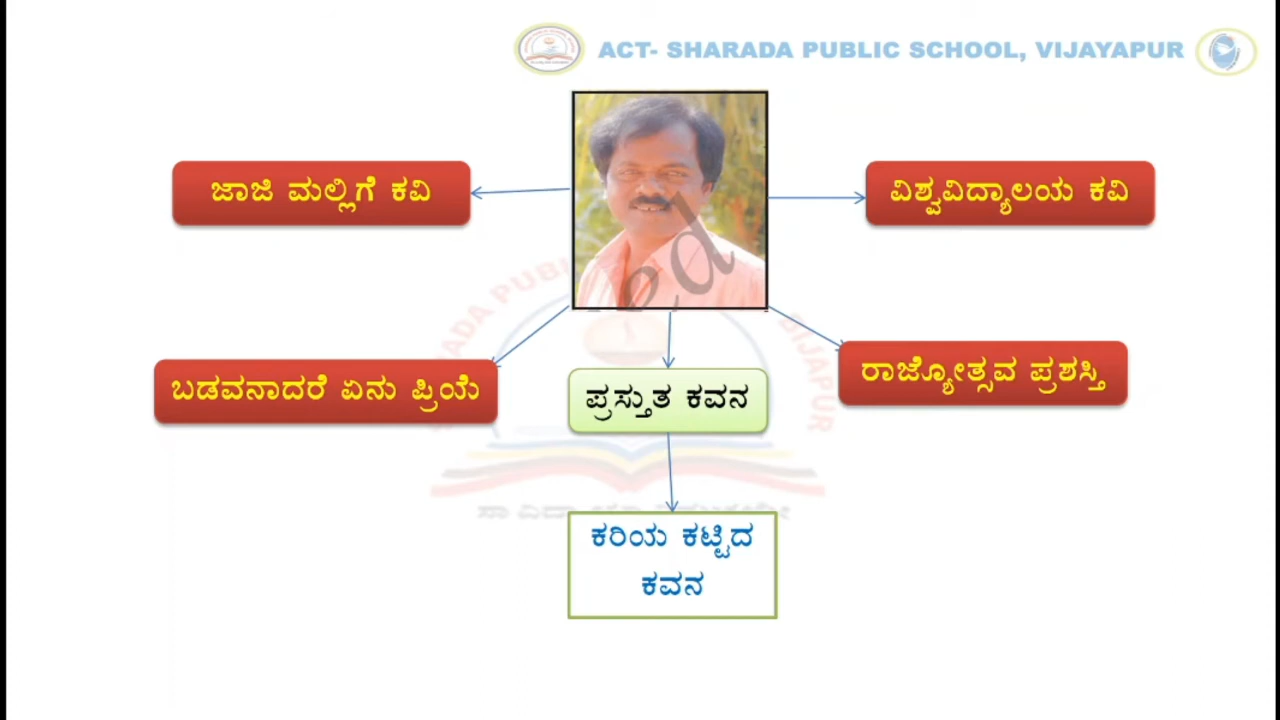 ACT- SHARADA PUBLIC SCHOOL, VIJAYAPUR
ಜಾಜಿ ಮಲ್ಲಿಗೆ ಕವಿ
ವಿಶ್ವವಿದ್ಯಾಲಯ ಕವಿ
ಬಡವನಾದರೆ ಏನು ಪ್ರಿಯೆ
ರಾಜ್ಯೋತ್ಸವ ಪ್ರಶಸ್ತಿ
ಪ್ರಸ್ತುತ ಕವನ
ಕರಿಯ ಕಟ್ಟಿದ
ಕವನ